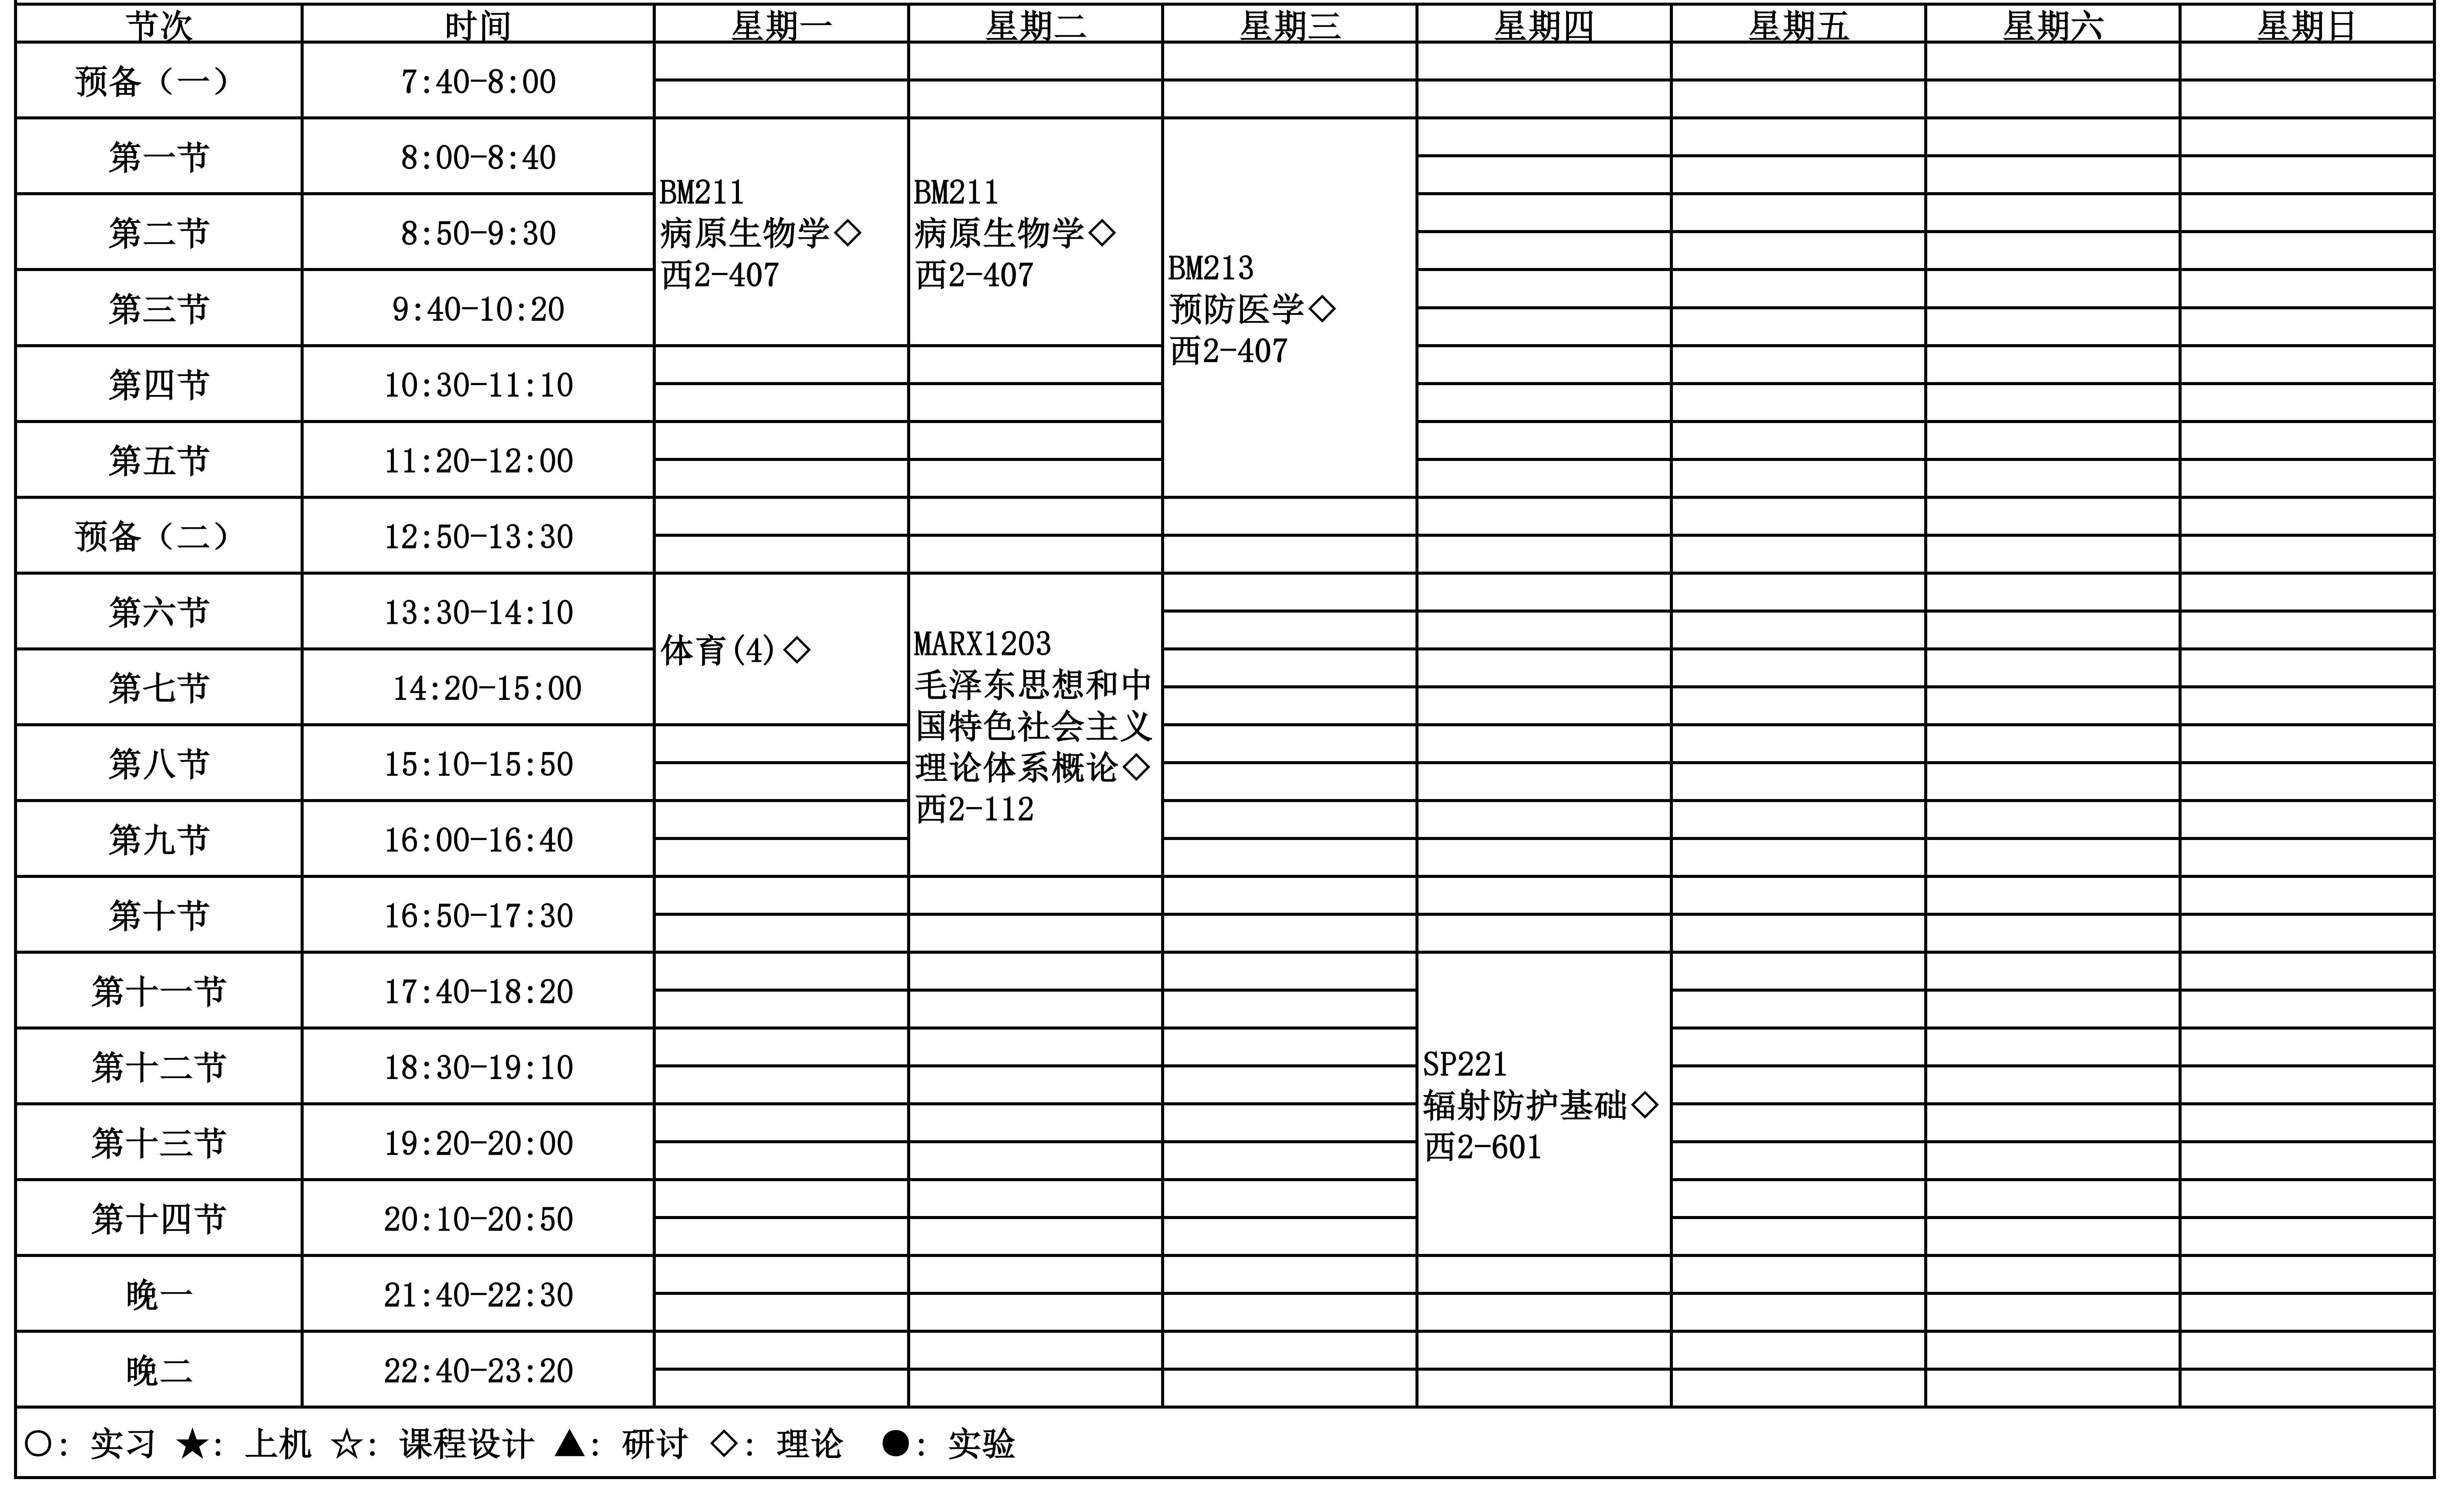 节次 时间 星期一 星期二 星期三 星期四 星期五 星期六 星期日
预备（一） 7:40-8:00
第一节 8:00-8:40
第二节 8:50-9:30
第三节 9:40-10:20
BM211
病原生物学◇
西2-407
BM211
病原生物学◇
西2-407
BM213
预防医学◇
西2-407
第四节 10:30-11:10
第五节 11:20-12:00
预备（二） 12:50-13:30
第六节 13:30-14:10
第七节 14:20-15:00
体育(4)◇
MARX1203
毛泽东思想和中
国特色社会主义
理论体系概论◇
西2-112
第八节 15:10-15:50
第九节 16:00-16:40
第十节 16:50-17:30
第十一节 17:40-18:20
第十二节 18:30-19:10
SP221
辐射防护基础◇
西2-601
第十三节 19:20-20:00
第十四节 20:10-20:50
晚一 21:40-22:30
晚二 22:40-23:20
○: 实习 ★: 上机 ☆: 课程设计 ▲: 研讨 ◇: 理论 ●: 实验